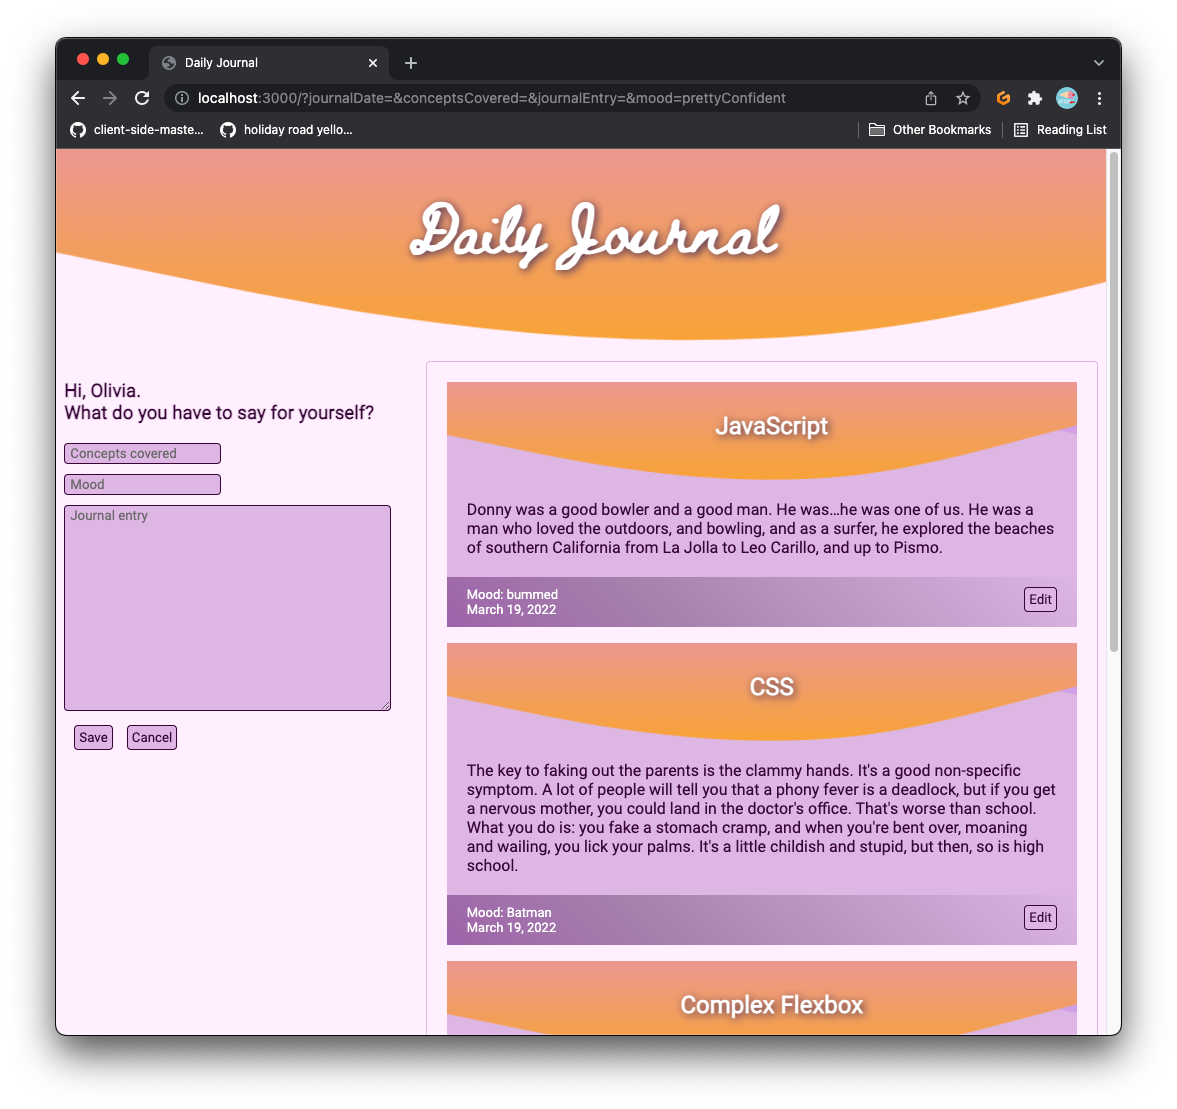 Daily Journal
localhost:3000/?journalDate=&conceptsCovered=&journalEntry=&mood=prettyConfident
client-side-maste...
holiday road yello...
Other Bookmarks
Reading List
Daily Journal
Hi, Olivia.
What do you have to say for yourself?
Concepts covered
Mood
Journal entry
Save
Cancel
JavaScript
Donny was a good bowler and a good man. He was...he was one of us. He was a
man who loved the outdoors, and bowling, and as a surfer, he explored the beaches
of southern California from La Jolla to Leo Carillo, and up to Pismo.
Mood: bummed
March 19, 2022
Edit
CSS
The key to faking out the parents is the clammy hands. It's a good non-specific
symptom. A lot of people will tell you that a phony fever is a deadlock, but if you get
a nervous mother, you could land in the doctor's office. That's worse than school.
What you do is: you fake a stomach cramp, and when you're bent over, moaning
and wailing, you lick your palms. It's a little childish and stupid, but then, so is high
school.
Mood: Batman
March 19, 2022
Edit
Complex Flexbox